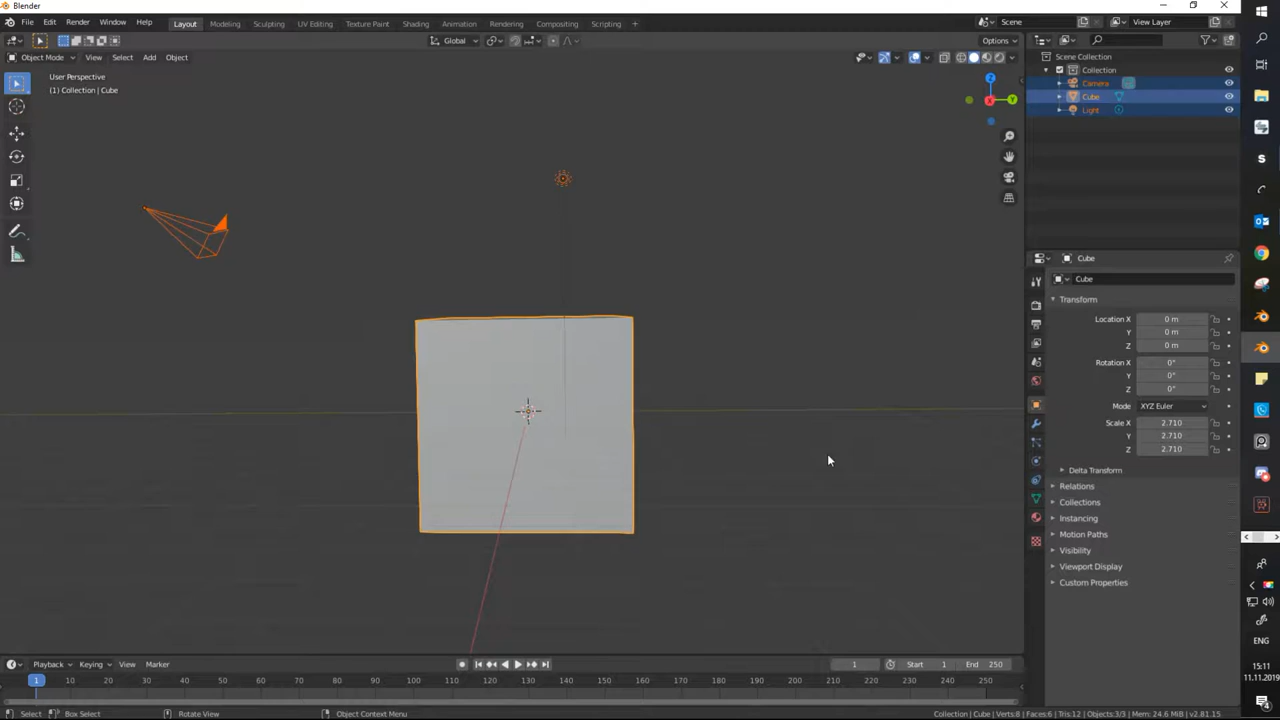 Blender
File Edit Render Window Help Layout Modeling Sculpting UV Editing Texture Paint Shading Animation Rendering Compositing Scripting + Scene View Layer
Global Options
Object Mode View Select Add Object
User Perspective
(1) Collection | Cube
Scene Collection
Collection
Camera
Cube
Light
Z
X Y
Cube
Cube
Transform
Location X 0 m
Y 0 m
Z 0 m
Rotation X 0°
Y 0°
Z 0°
Mode XYZ Euler
Scale X 2.710
Y 2.710
Z 2.710
Delta Transform
Relations
Collections
Instancing
Motion Paths
Visibility
Viewport Display
Custom Properties
ENG
15:11
11.11.2019
Playback Keying View Marker 1 Start 1 End 250
1 10 20 30 40 50 60 70 80 90 100 110 120 130 140 150 160 170 180 190 200 210 220 230 240 250
Select Box Select Rotate View Object Context Menu Collection | Cube | Verts:8 | Faces:6 | Tris:12 | Objects:3/3 | Mem: 24.6 MiB | v2.81.15